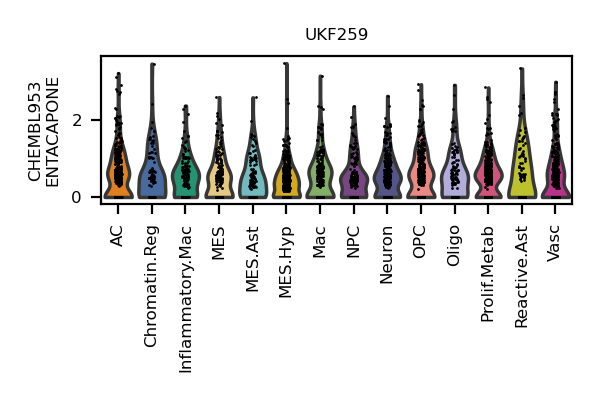 UKF259
CHEMBL953
ENTACAPONE
2
0
AC
Chromatin.Reg
Inflammatory.Mac
MES
MES.Ast
MES.Hyp
Mac
NPC
Neuron
OPC
Oligo
Prolif.Metab
Reactive.Ast
Vasc